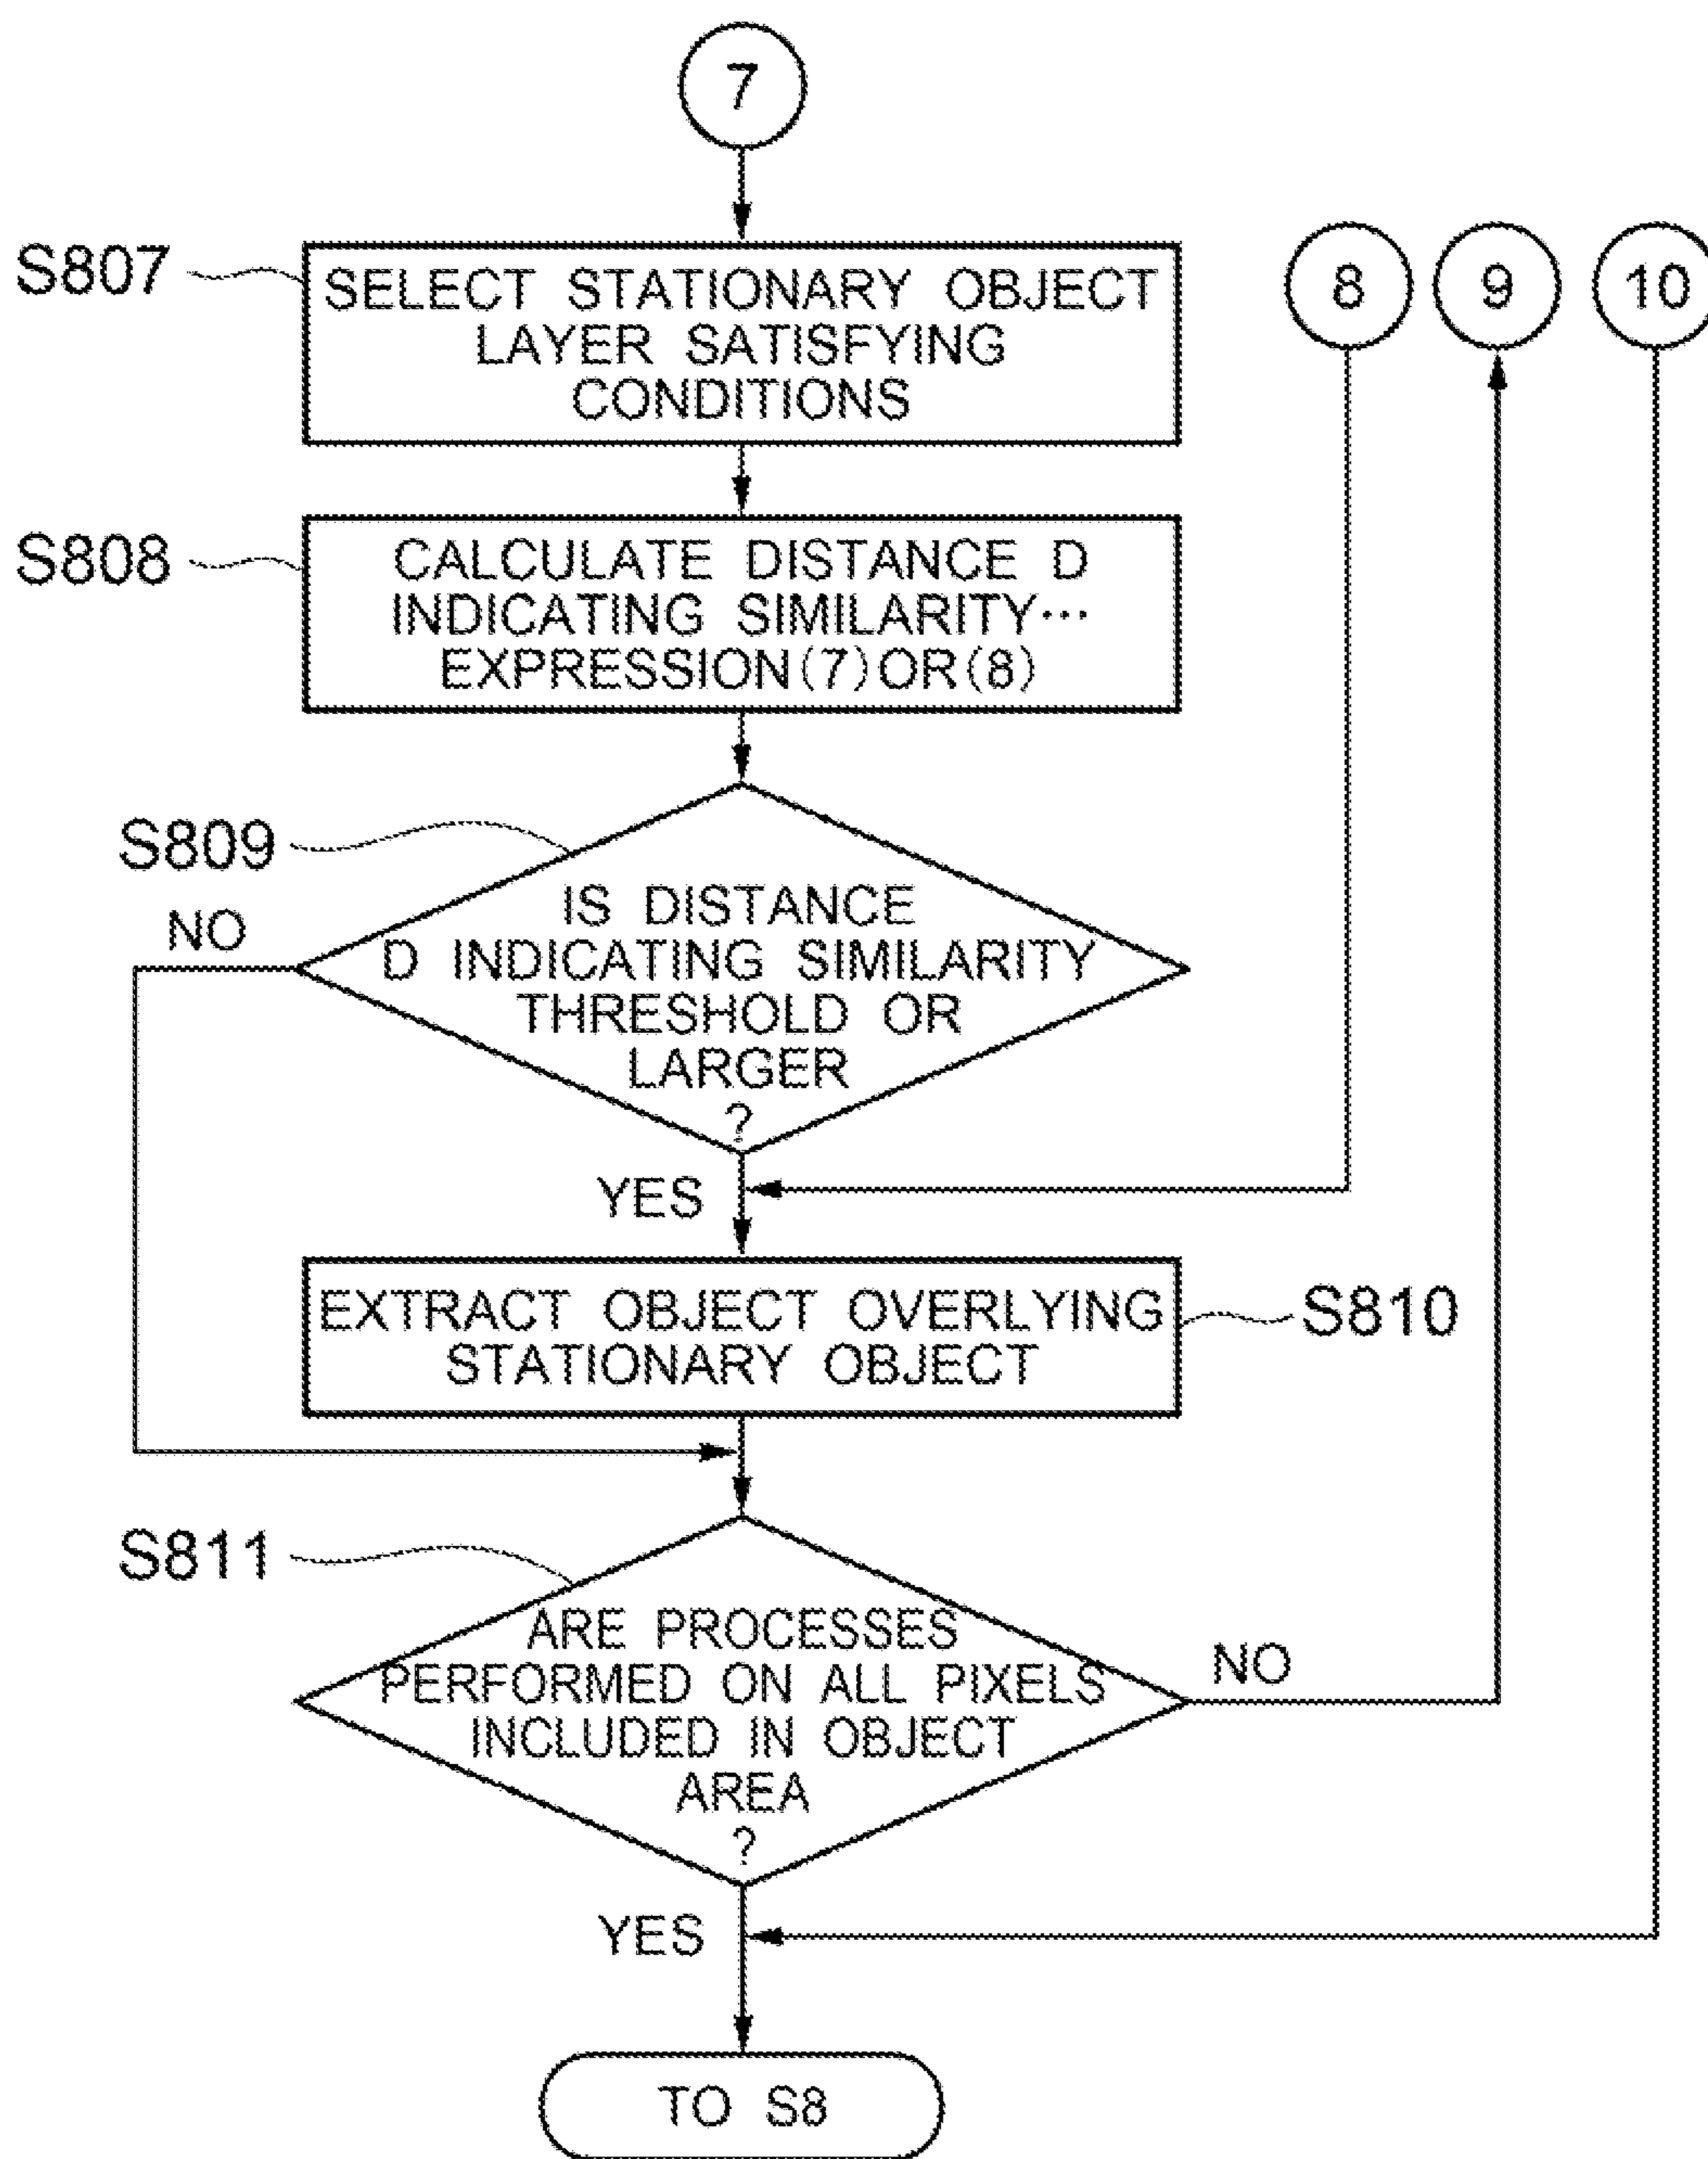 7
S807
SELECT STATIONARY OBJECT
LAYER SATISFYING
CONDITIONS
8
9
10
S808
CALCULATE DISTANCE D
INDICATING SIMILARITY…
EXPRESSION(7)OR(8)
S809
NO
IS DISTANCE
D INDICATING SIMILARITY
THRESHOLD OR
LARGER
?
YES
EXTRACT OBJECT OVERLYING
STATIONARY OBJECT
S810
S811
ARE PROCESSES
PERFORMED ON ALL PIXELS
INCLUDED IN OBJECT
AREA
?
NO
YES
TO S8